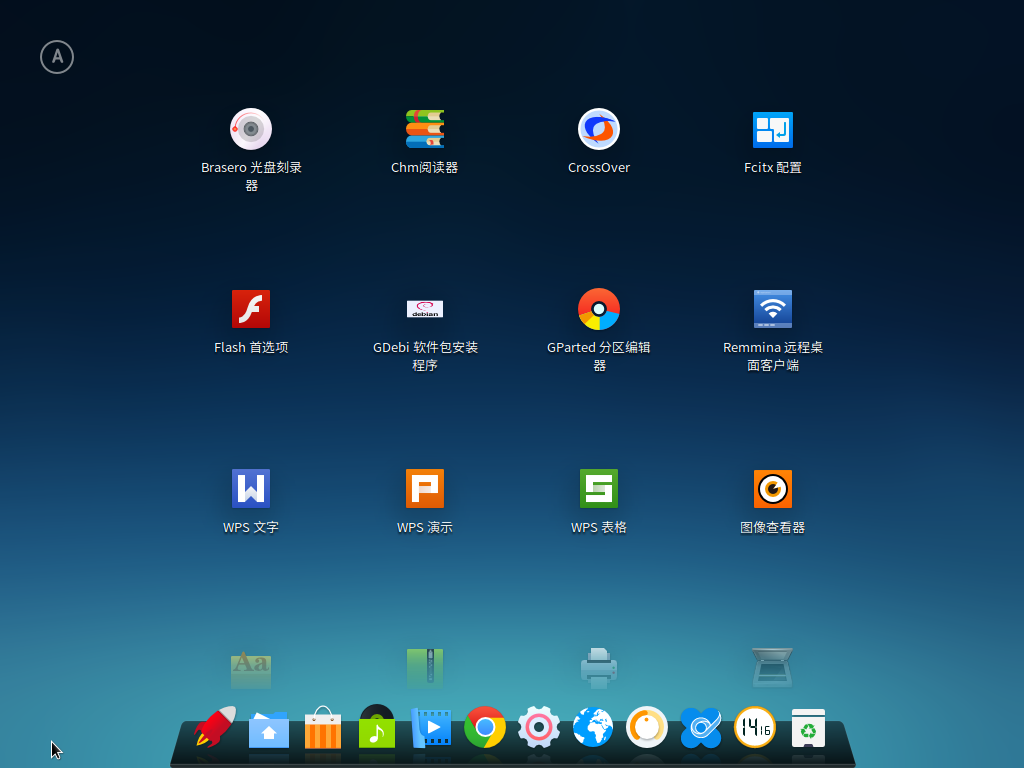 A
Brasero 光盘刻录
器
Chm阅读器
CrossOver
Fcitx 配置
Flash 首选项
debian
GDebi 软件包安装
程序
GParted 分区编辑
器
Remmina 远程桌
面客户端
W
P
S
WPS 文字
WPS 演示
WPS 表格
图像查看器
Aa
14 16